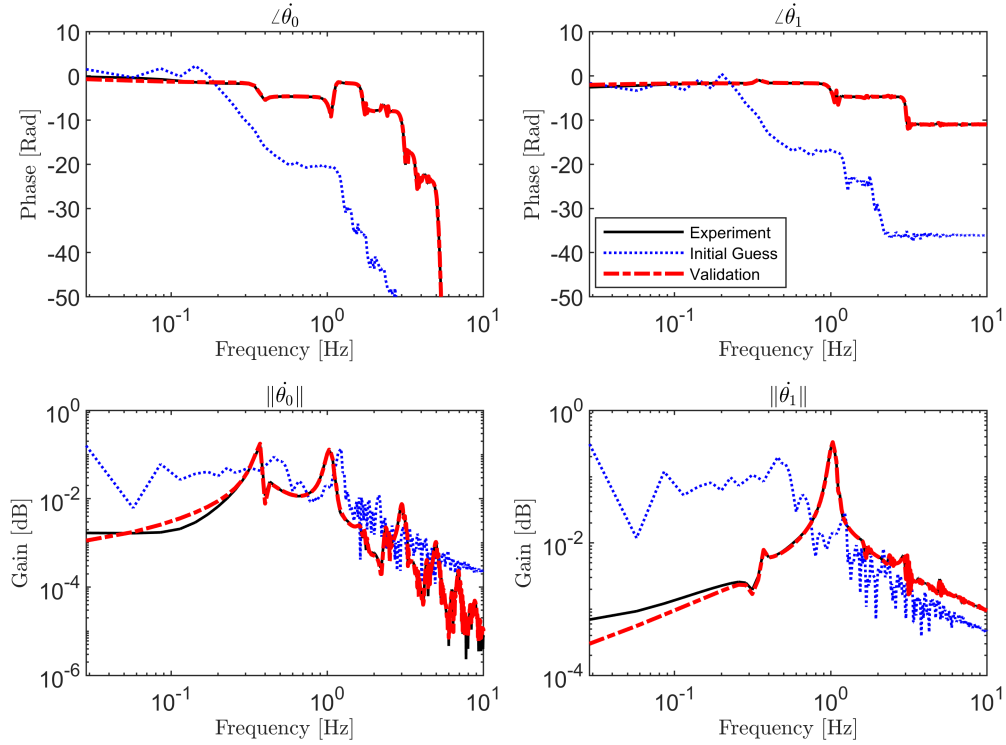 ∠θ̇₀
10
0
-10
-20
-30
-40
-50
Phase [Rad]
10⁻¹
10⁰
10¹
Frequency [Hz]
∠θ̇₁
10
0
-10
-20
-30
-40
-50
Phase [Rad]
Experiment
Initial Guess
Validation
10⁻¹
10⁰
10¹
Frequency [Hz]
‖θ̇₀‖
10⁰
10⁻²
10⁻⁴
10⁻⁶
Gain [dB]
10⁻¹
10⁰
10¹
Frequency [Hz]
‖θ̇₁‖
10⁰
10⁻²
10⁻⁴
Gain [dB]
10⁻¹
10⁰
10¹
Frequency [Hz]